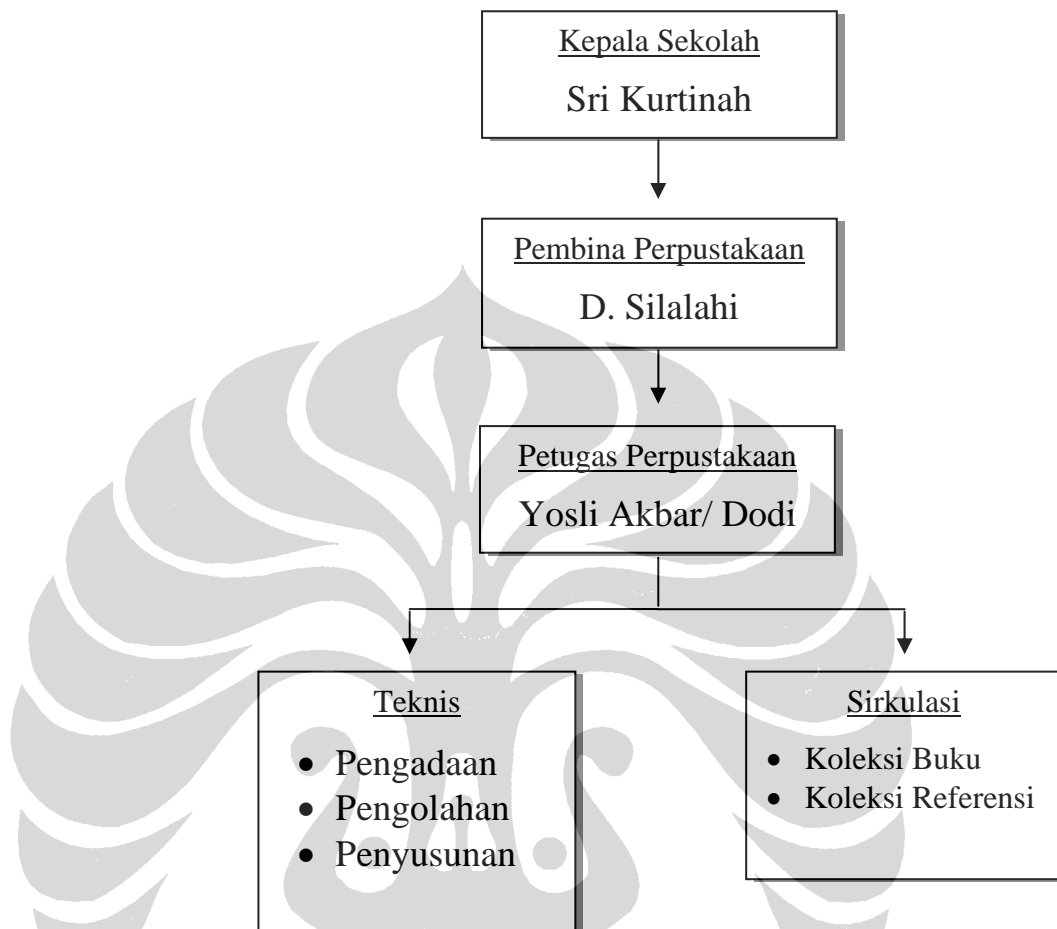 Kepala Sekolah
Sri Kurtinah
Pembina Perpustakaan
D. Silalahi
Petugas Perpustakaan
Yosli Akbar/ Dodi
Teknis
• Pengadaan
• Pengolahan
• Penyusunan
Sirkulasi
• Koleksi Buku
• Koleksi Referensi